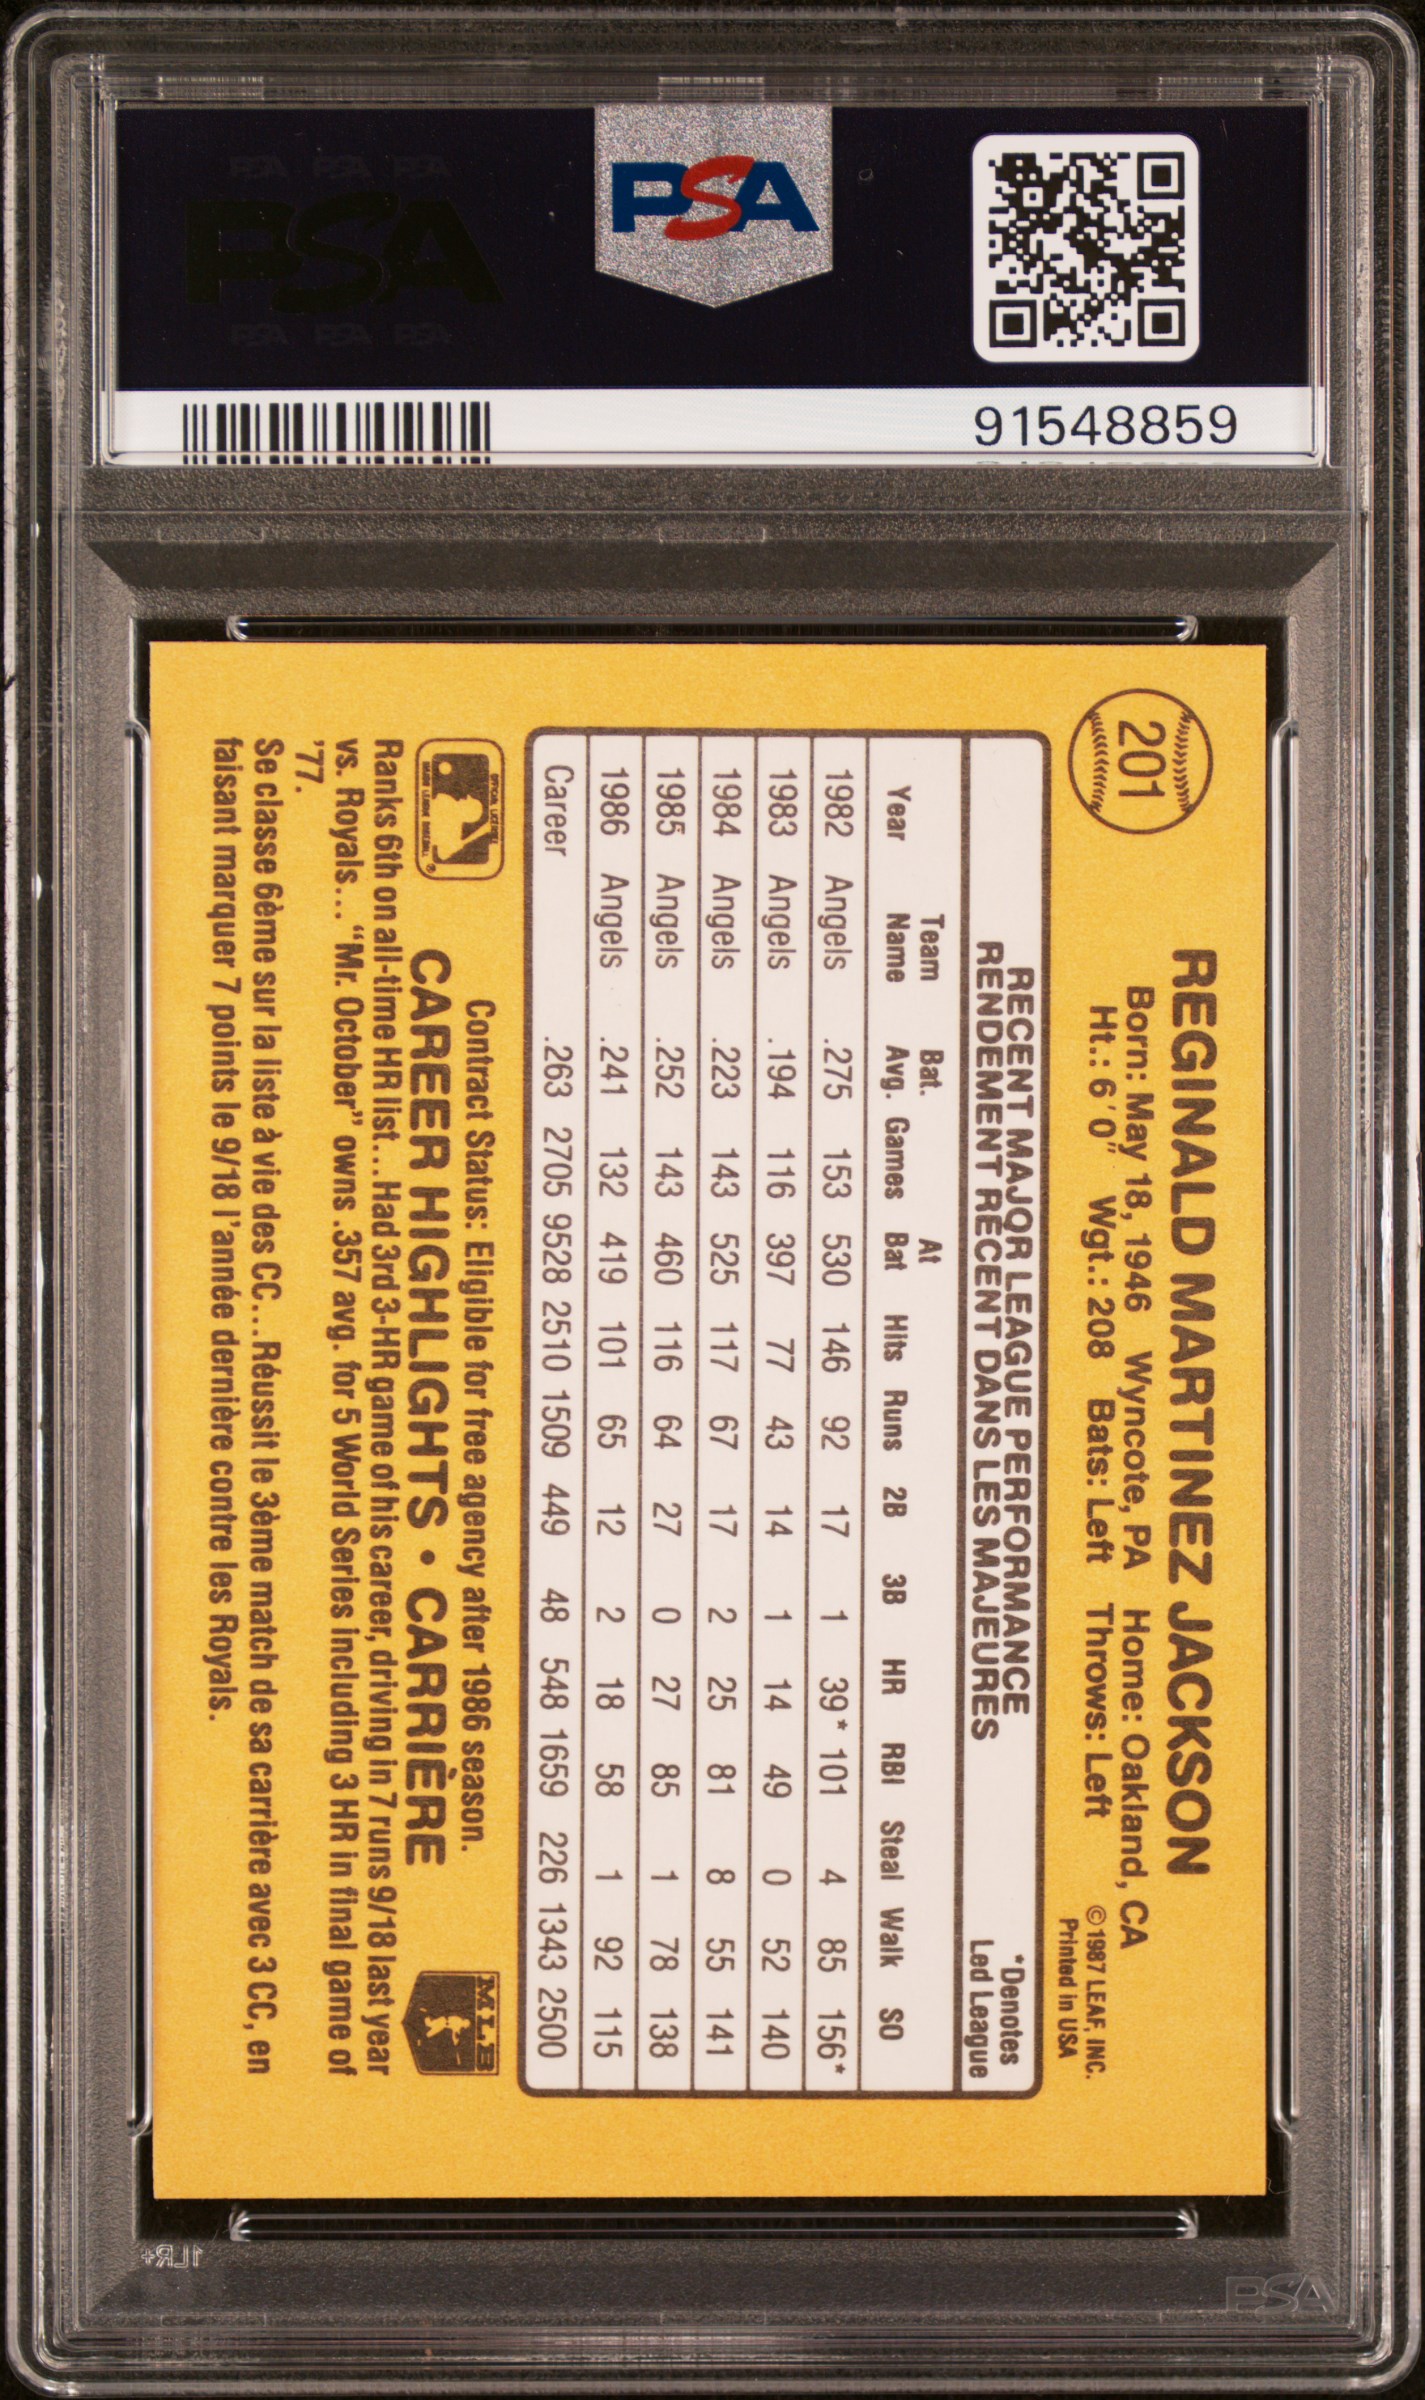 PSA PSA PSA
PSA
PSA PSA PSA
PSA
91548859
201
REGINALD MARTINEZ JACKSON
Born: May 18, 1946 Wyncote, PA Home: Oakland, CA
Ht.: 6'0" Wgt.: 208 Bats: Left Throws: Left
©1987 LEAF, INC.
Printed in USA
RECENT MAJOR LEAGUE PERFORMANCE
RENDEMENT RÉCENT DANS LES MAJEURES
*Denotes
Led League
Year Team Name Bat. Avg. Games At Bat Hits Runs 2B 3B HR RBI Steal Walk SO
1982 Angels .275 153 530 146 92 17 1 39* 101 4 85 156*
1983 Angels .194 116 397 77 43 14 1 14 49 0 52 140
1984 Angels .223 143 525 117 67 17 2 25 81 8 55 141
1985 Angels .252 143 460 116 64 27 0 27 85 1 78 138
1986 Angels .241 132 419 101 65 12 2 18 58 1 92 115
Career .263 2705 9528 2510 1509 449 48 548 1659 226 1343 2500
Contract Status: Eligible for free agency after 1986 season.
CAREER HIGHLIGHTS • CARRIÈRE
MLB
Ranks 6th on all-time HR list...Had 3rd 3-HR game of his career, driving in 7 runs 9/18 last year
vs. Royals... "Mr. October" owns .357 avg. for 5 World Series including 3 HR in final game of
'77.
Se classe 6ème sur la liste à vie des CC...Réussit le 3ème match de sa carrière avec 3 CC, en
faisant marquer 7 points le 9/18 l'année dernière contre les Royals.
1LR+
PSA